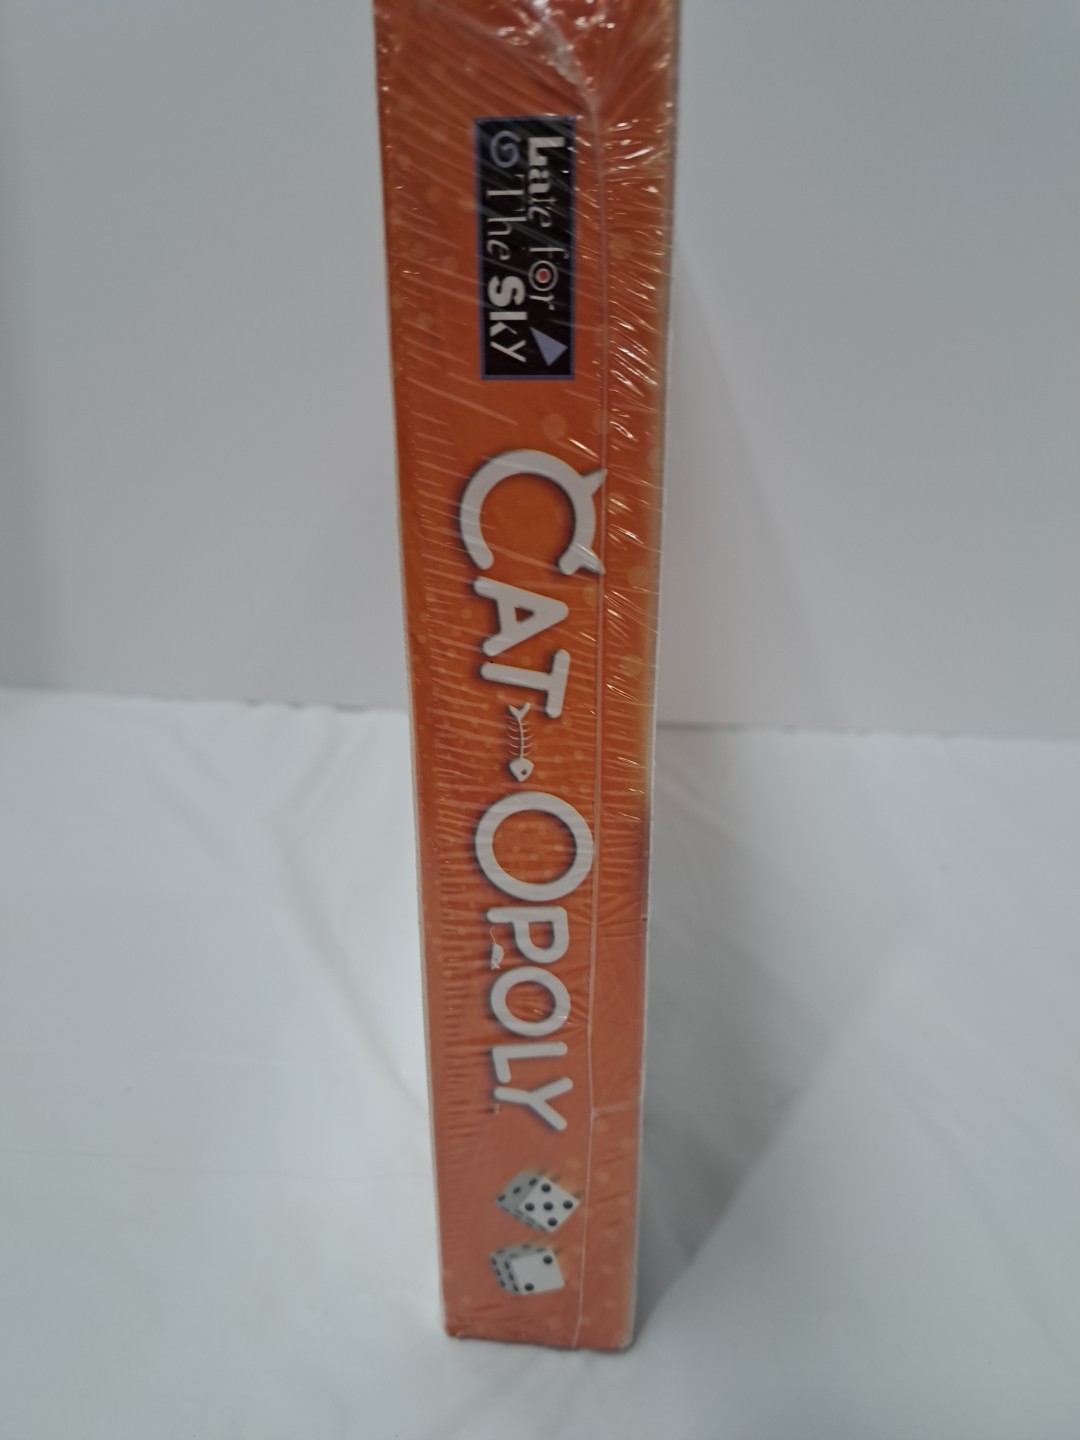 Late for
The Sky
CAT-OPOLY